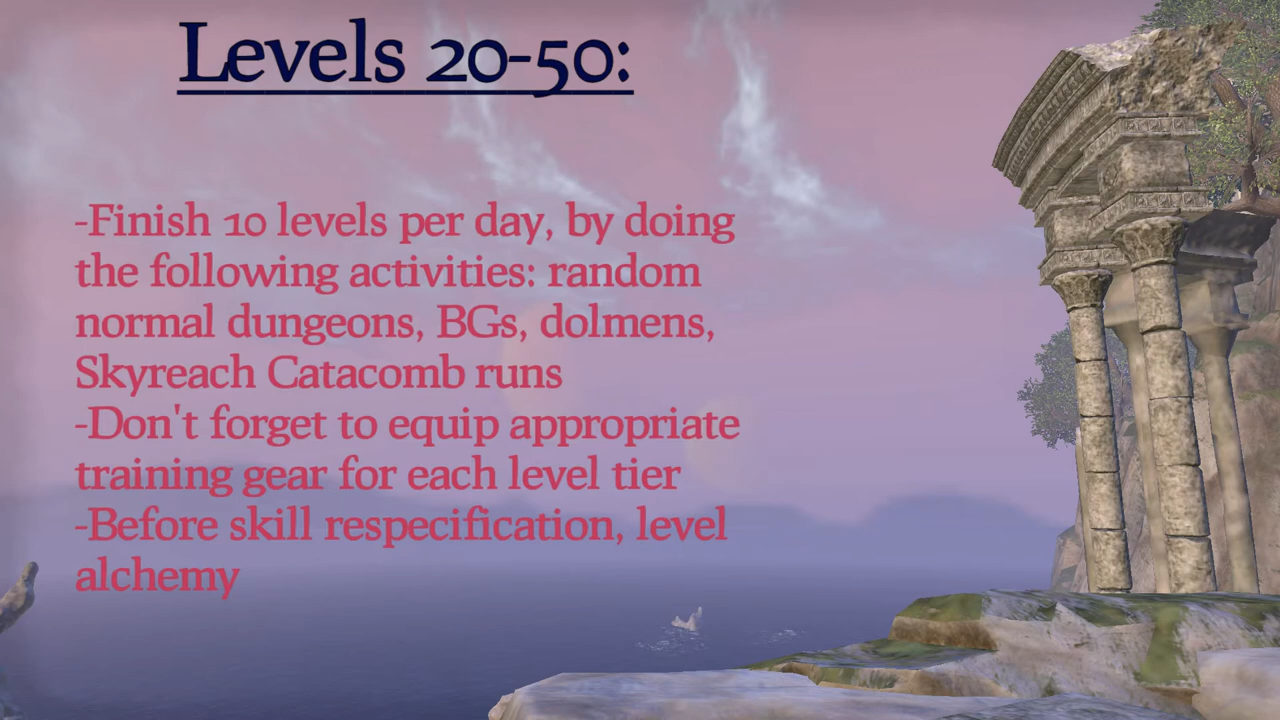 Levels 20-50:
-Finish 10 levels per day, by doing
the following activities: random
normal dungeons, BGs, dolmens,
Skyreach Catacomb runs
-Don't forget to equip appropriate
training gear for each level tier
-Before skill respecification, level
alchemy